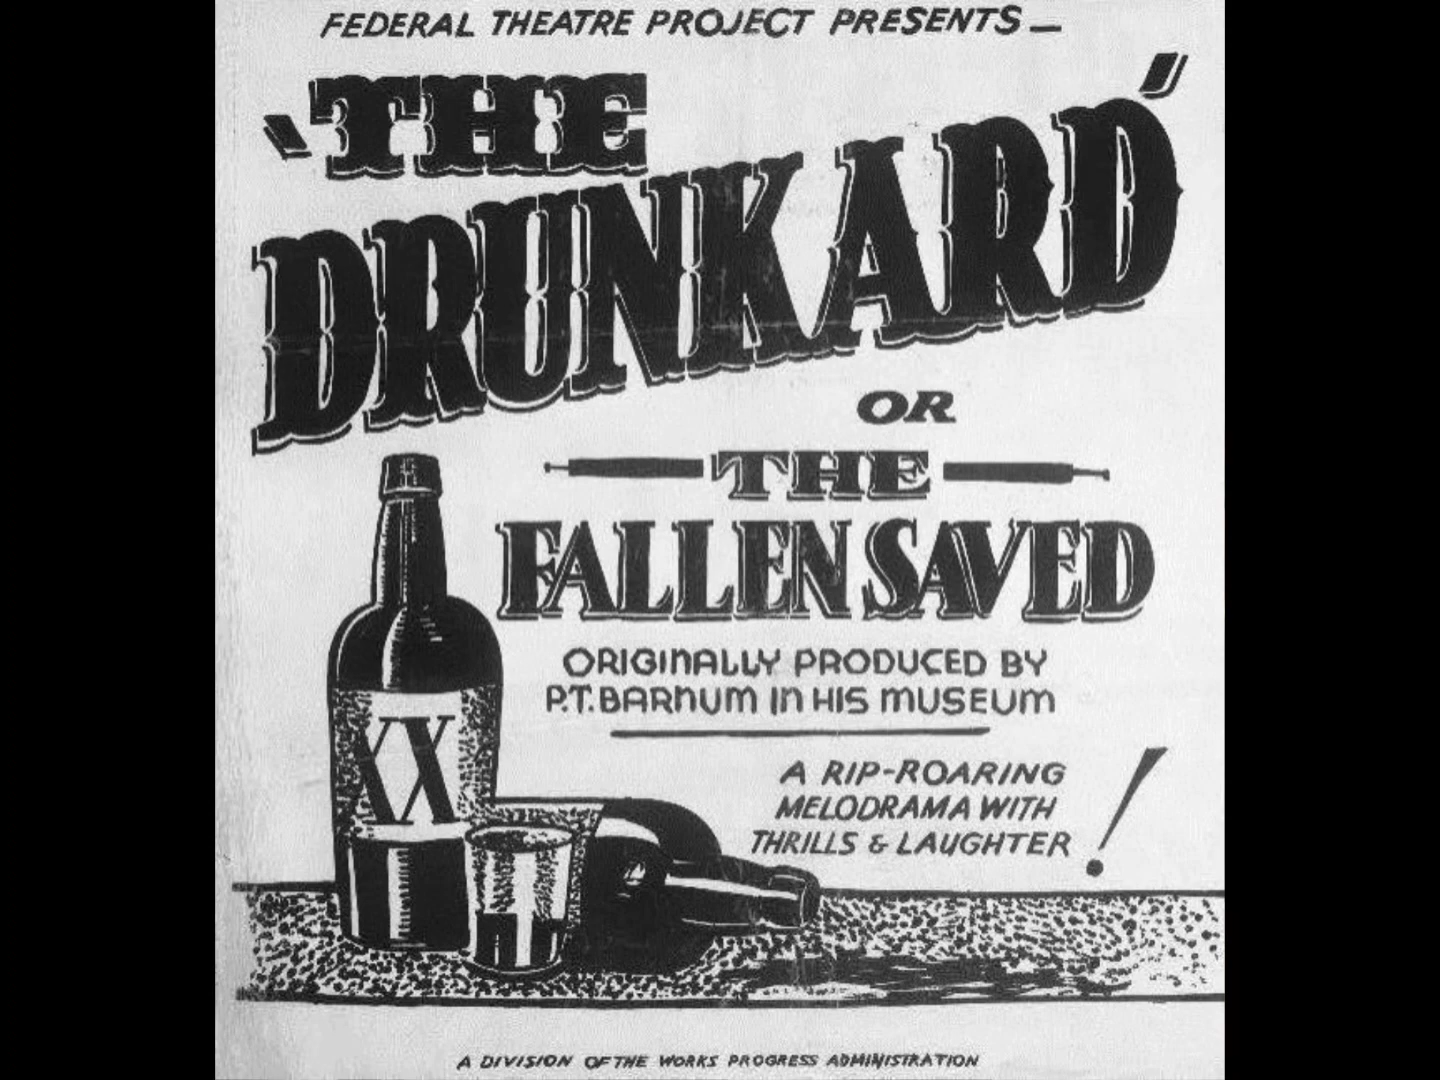 FEDERAL THEATRE PROJECT PRESENTS —
"THE
DRUNKARD"
OR
THE
FALLEN SAVED
ORIGINALLY PRODUCED BY
P.T. BARNUM IN HIS MUSEUM
A RIP-ROARING
MELODRAMA WITH
THRILLS & LAUGHTER !
XX
A DIVISION OF THE WORKS PROGRESS ADMINISTRATION